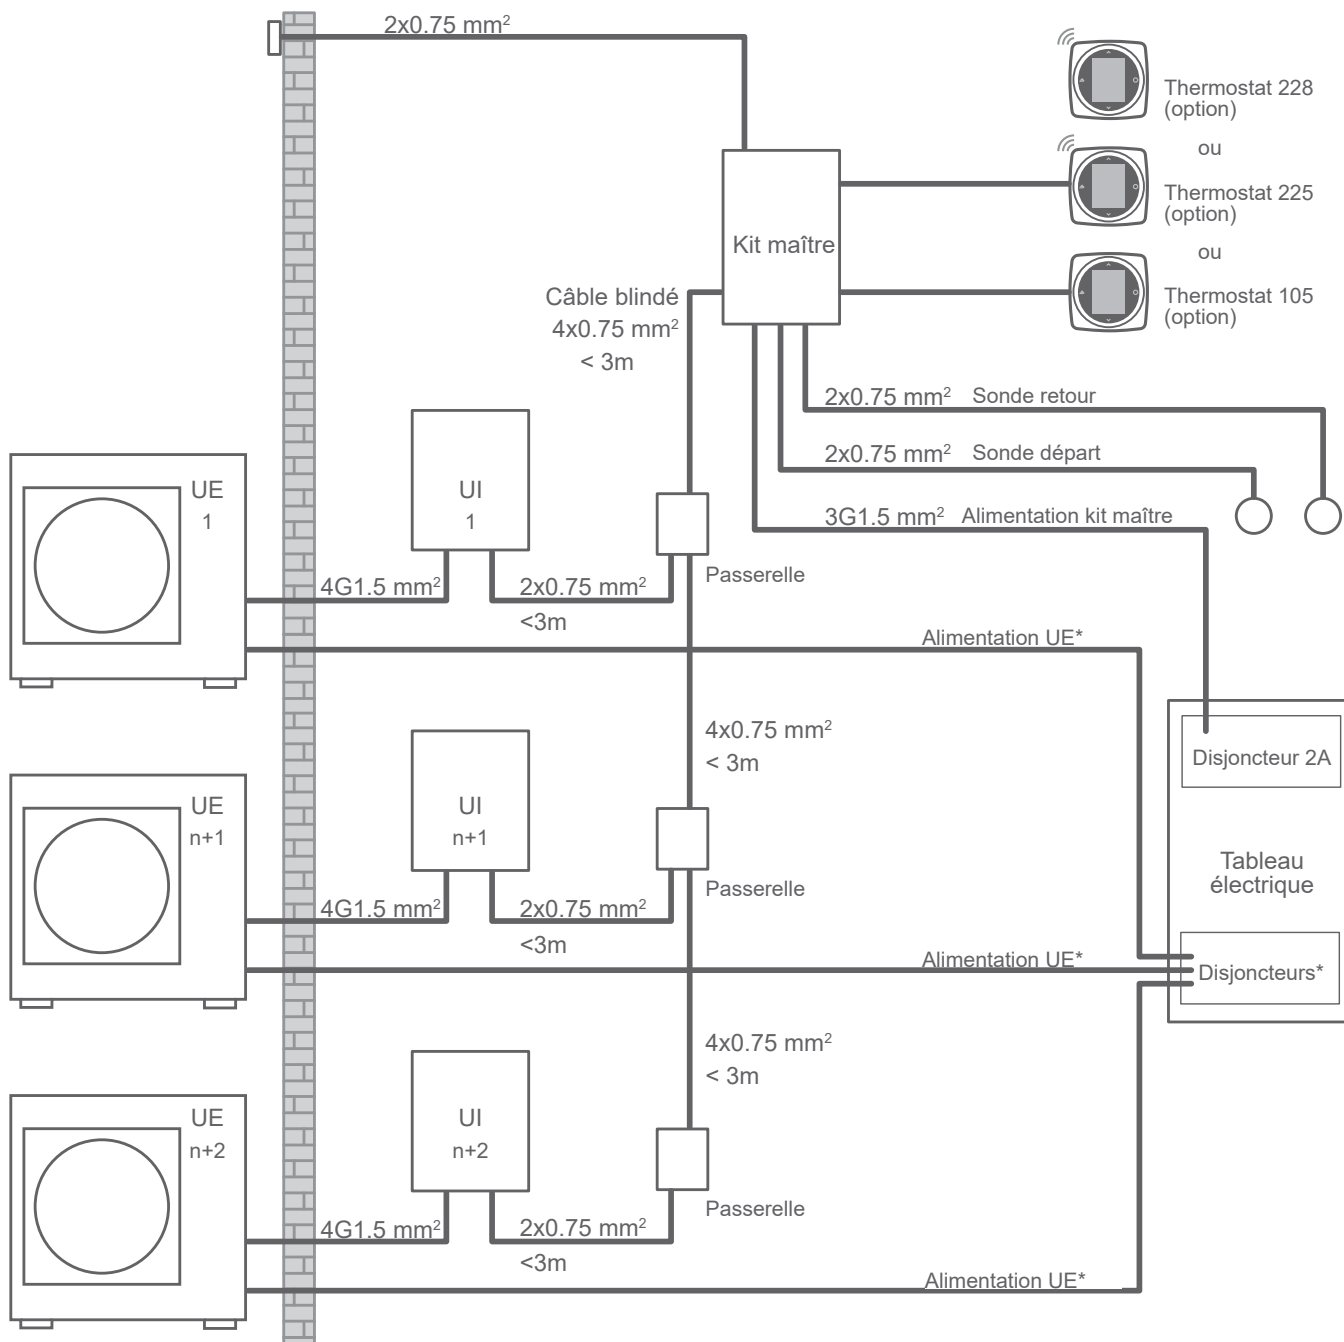 2x0.75 mm²
Thermostat 228
(option)
ou
Thermostat 225
(option)
ou
Thermostat 105
(option)
Kit maître
Câble blindé
4x0.75 mm²
< 3m
2x0.75 mm² Sonde retour
2x0.75 mm² Sonde départ
3G1.5 mm² Alimentation kit maître
UE
1
UI
1
Passerelle
4G1.5 mm²
2x0.75 mm²
<3m
Alimentation UE*
4x0.75 mm²
< 3m
Disjoncteur 2A
Tableau
électrique
Disjoncteurs*
UE
n+1
UI
n+1
Passerelle
4G1.5 mm²
2x0.75 mm²
<3m
Alimentation UE*
4x0.75 mm²
< 3m
UE
n+2
UI
n+2
Passerelle
4G1.5 mm²
2x0.75 mm²
<3m
Alimentation UE*